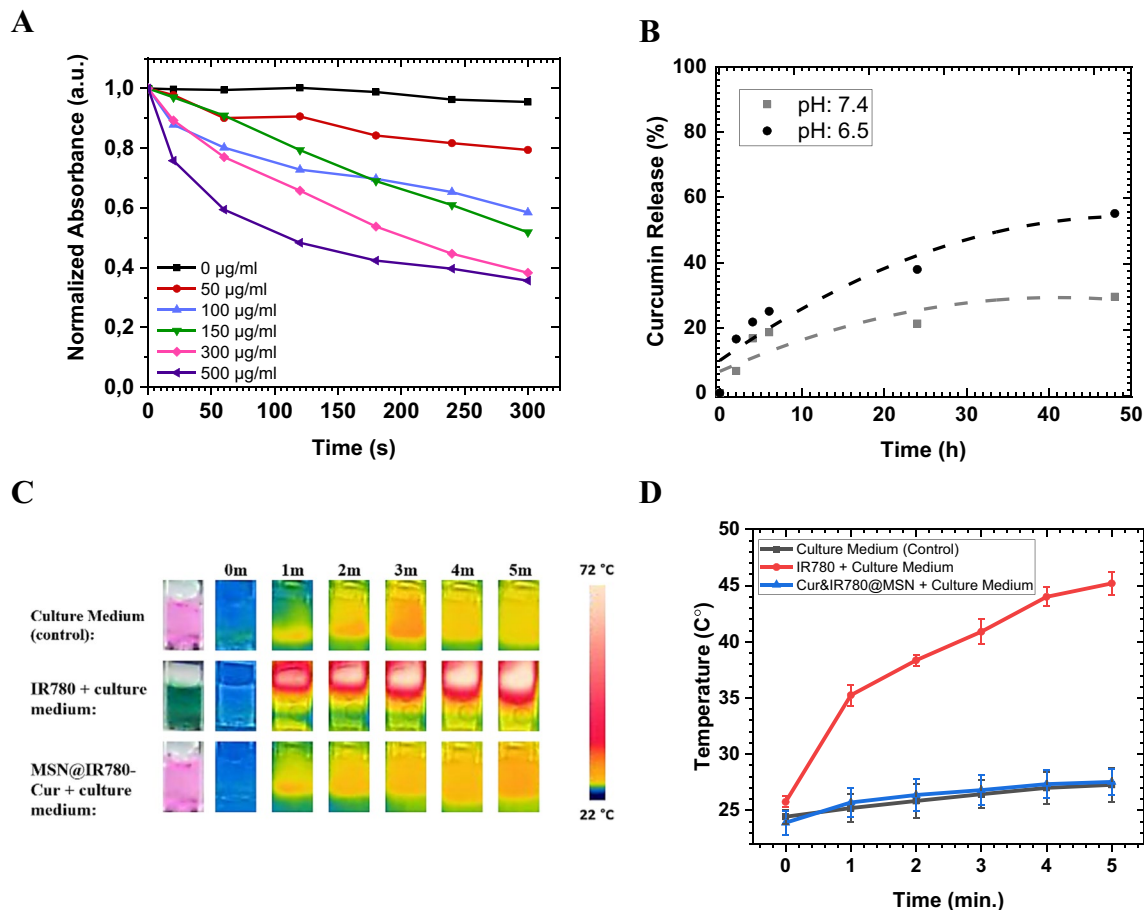 A
Normalized Absorbance (a.u.)
1,0
0,8
0,6
0,4
0,2
0,0
0 µg/ml
50 µg/ml
100 µg/ml
150 µg/ml
300 µg/ml
500 µg/ml
0 50 100 150 200 250 300
Time (s)
B
Curcumin Release (%)
100
80
60
40
20
0
pH: 7.4
pH: 6.5
0 10 20 30 40 50
Time (h)
C
0m 1m 2m 3m 4m 5m
72 °C
Culture Medium
(control):
IR780 + culture
medium:
MSN@IR780-
Cur + culture
medium:
22 °C
D
Temperature (C°)
50
45
40
35
30
25
Culture Medium (Control)
IR780 + Culture Medium
Cur&IR780@MSN + Culture Medium
0 1 2 3 4 5
Time (min.)